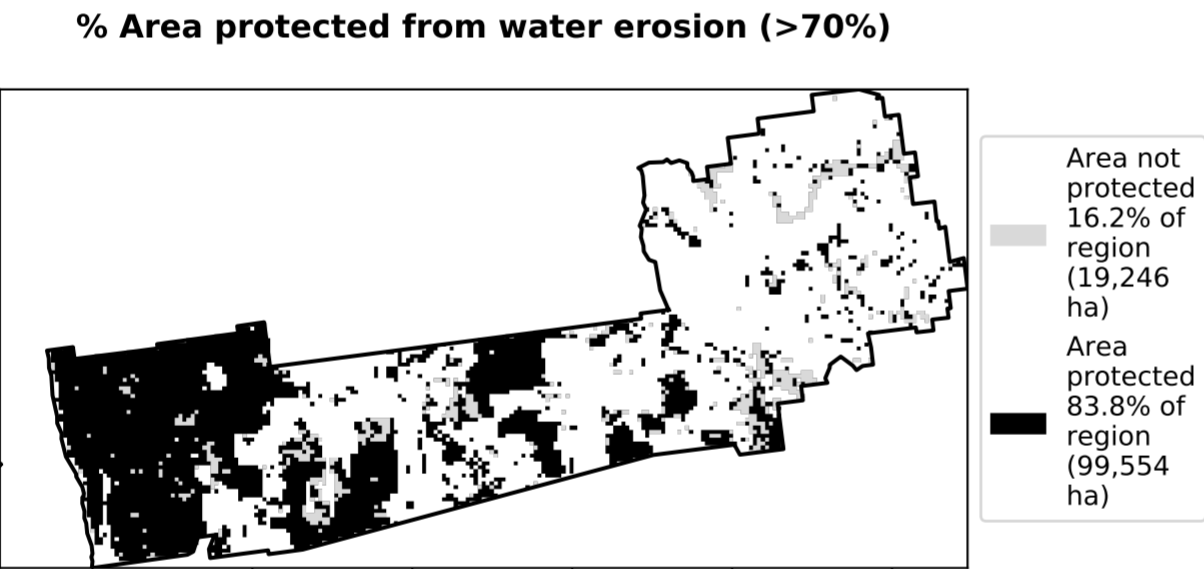 % Area protected from water erosion (>70%)
Area not
protected
16.2% of
region
(19,246
ha)
Area
protected
83.8% of
region
(99,554
ha)